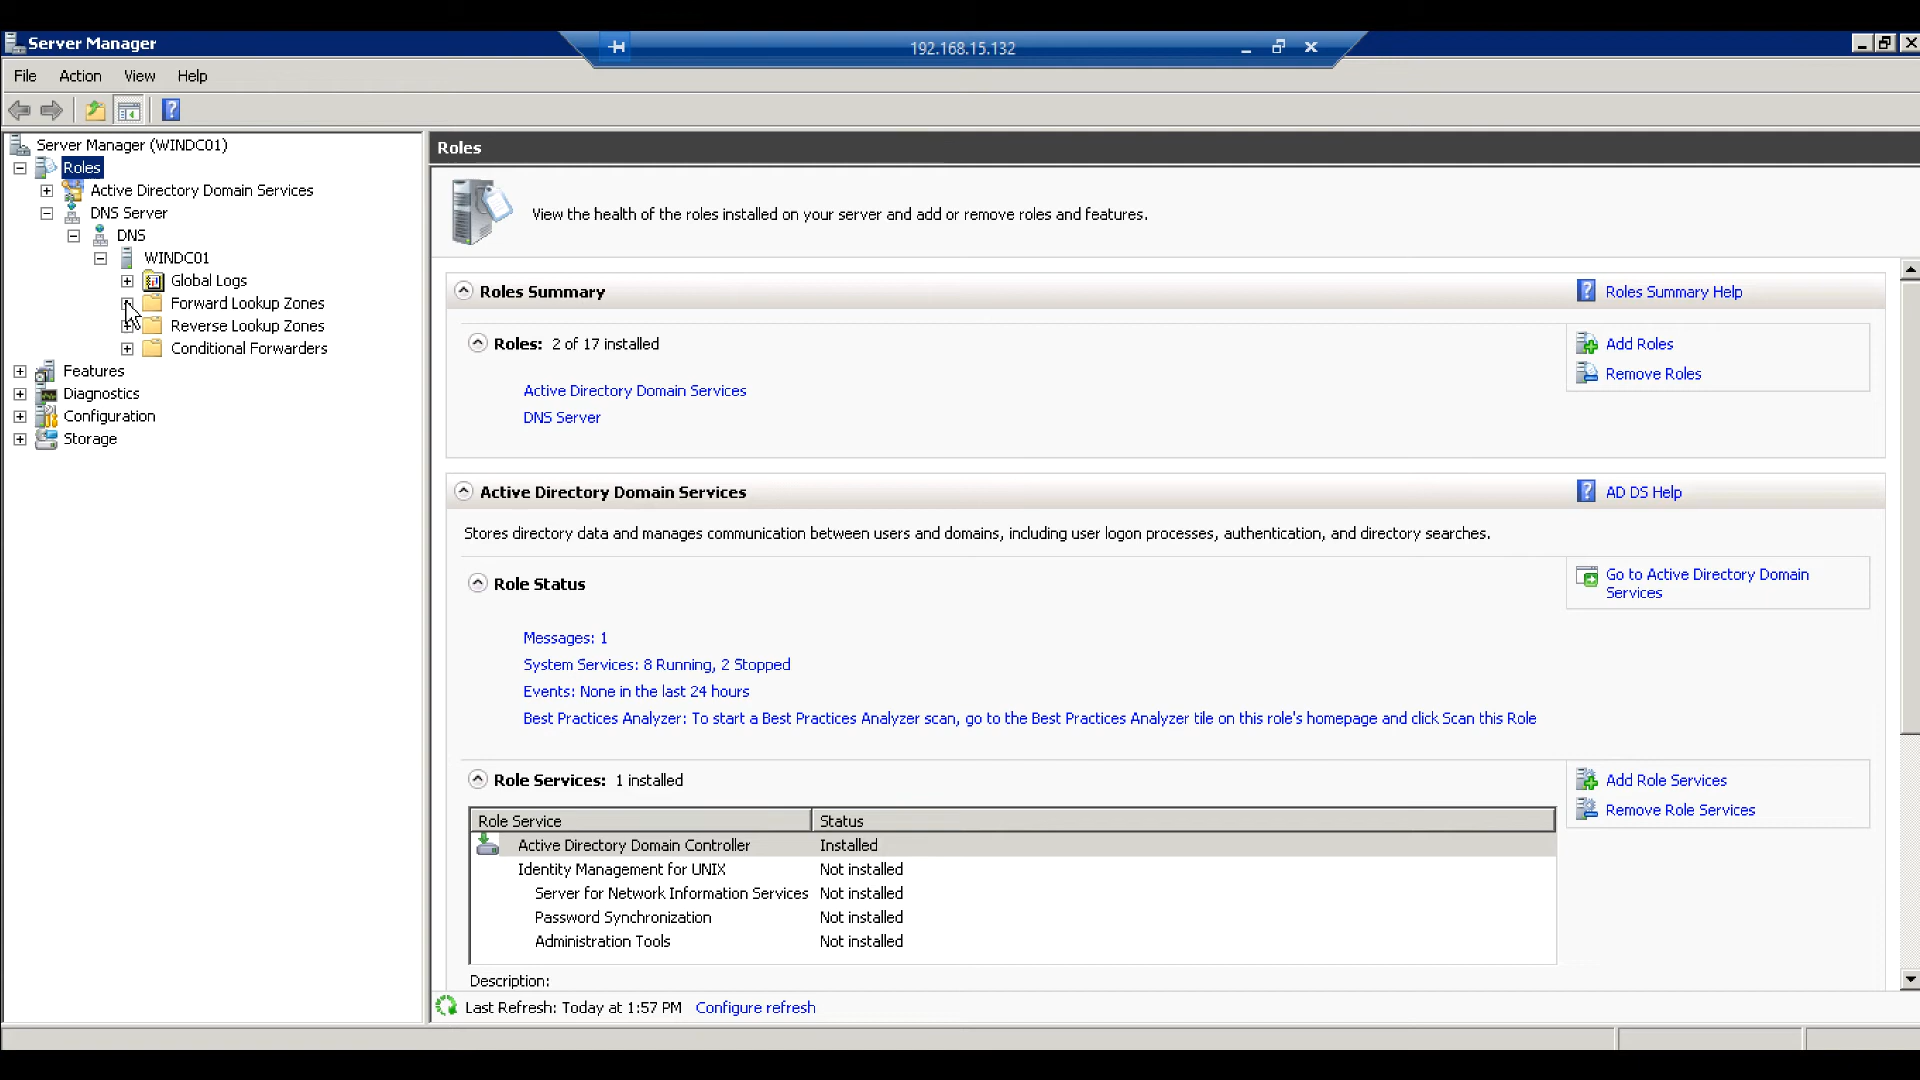 Server Manager
192.168.15.132
File Action View Help
Server Manager (WINDC01)
Roles
Active Directory Domain Services
DNS Server
DNS
WINDC01
Global Logs
Forward Lookup Zones
Reverse Lookup Zones
Conditional Forwarders
Features
Diagnostics
Configuration
Storage
Roles
View the health of the roles installed on your server and add or remove roles and features.
Roles Summary
Roles Summary Help
Roles: 2 of 17 installed
Add Roles
Remove Roles
Active Directory Domain Services
DNS Server
Active Directory Domain Services
AD DS Help
Stores directory data and manages communication between users and domains, including user logon processes, authentication, and directory searches.
Role Status
Go to Active Directory Domain
Services
Messages: 1
System Services: 8 Running, 2 Stopped
Events: None in the last 24 hours
Best Practices Analyzer: To start a Best Practices Analyzer scan, go to the Best Practices Analyzer tile on this role's homepage and click Scan this Role
Role Services: 1 installed
Add Role Services
Remove Role Services
Role Service Status
Active Directory Domain Controller Installed
Identity Management for UNIX Not installed
Server for Network Information Services Not installed
Password Synchronization Not installed
Administration Tools Not installed
Description:
Last Refresh: Today at 1:57 PM Configure refresh